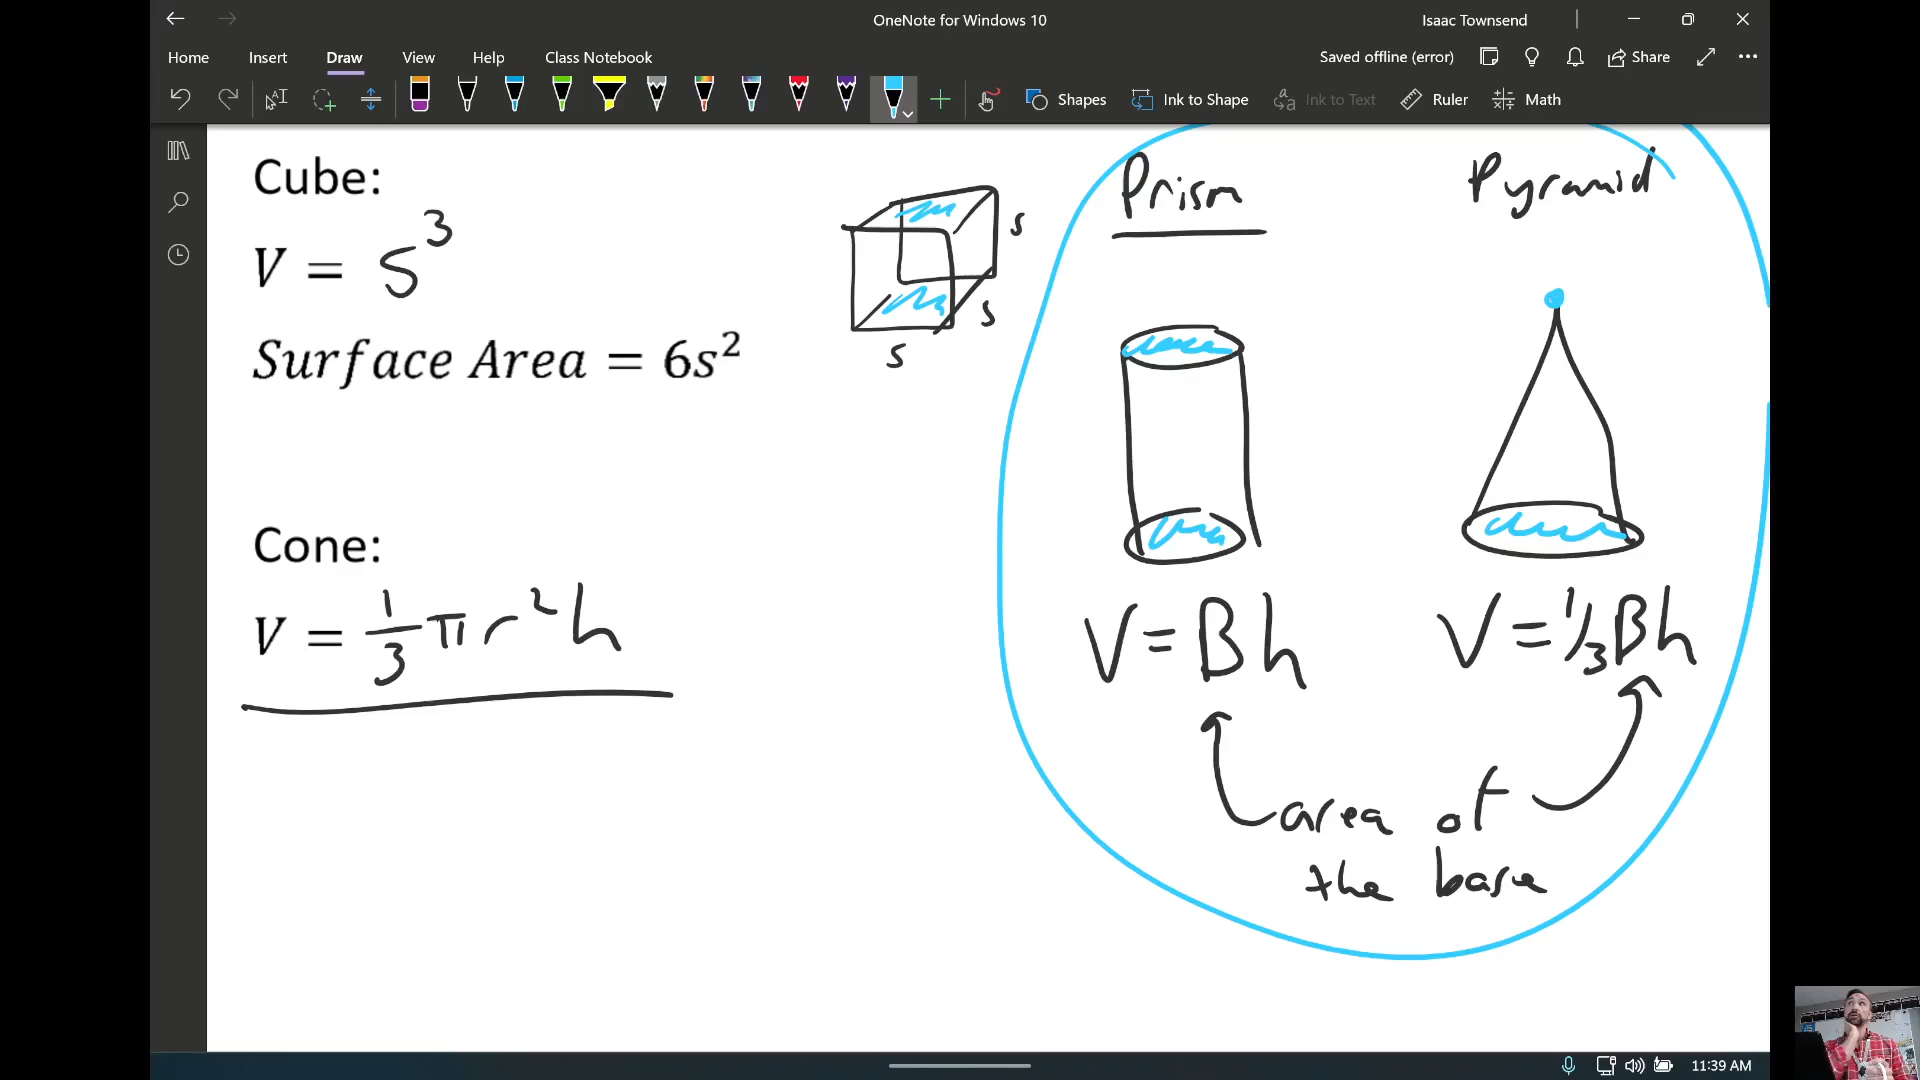 OneNote for Windows 10
Isaac Townsend
Home Insert Draw View Help Class Notebook
Saved offline (error) Share
Shapes Ink to Shape Ink to Text Ruler Math
Cube:
V = s³
Surface Area = 6s²
s
s
s
Cone:
V = 1/3 πr²h
Prism
V = Bh
Pyramid
V = 1/3 Bh
area of
the base
11:39 AM